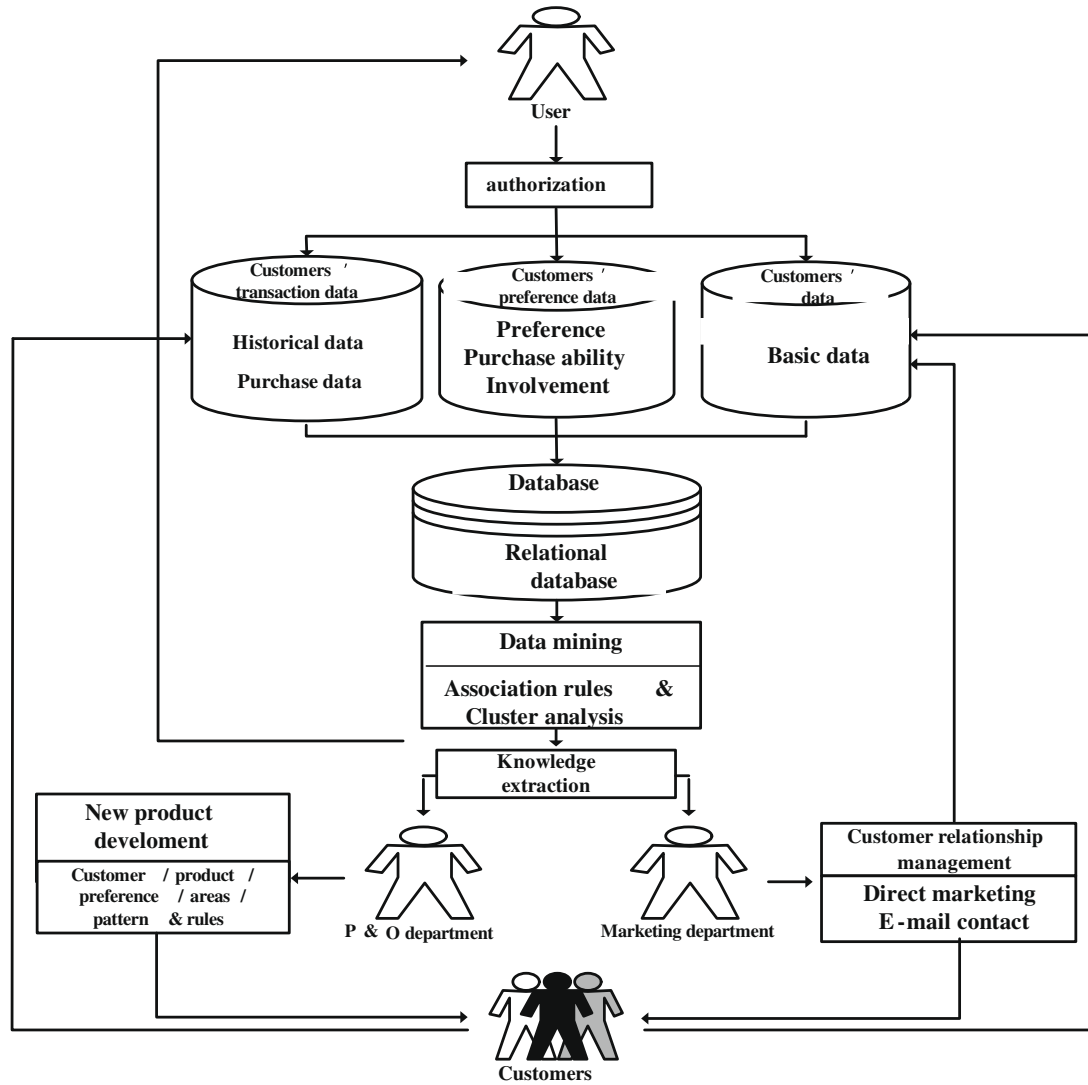 User
authorization
Customers '
transaction data
Historical data
Purchase data
Customers '
preference data
Preference
Purchase ability
Involvement
Customers '
data
Basic data
Database
Relational
database
Data mining
Association rules &
Cluster analysis
Knowledge
extraction
New product
develoment
Customer / product /
preference / areas /
pattern & rules
P & O department
Marketing department
Customer relationship
management
Direct marketing
E-mail contact
Customers